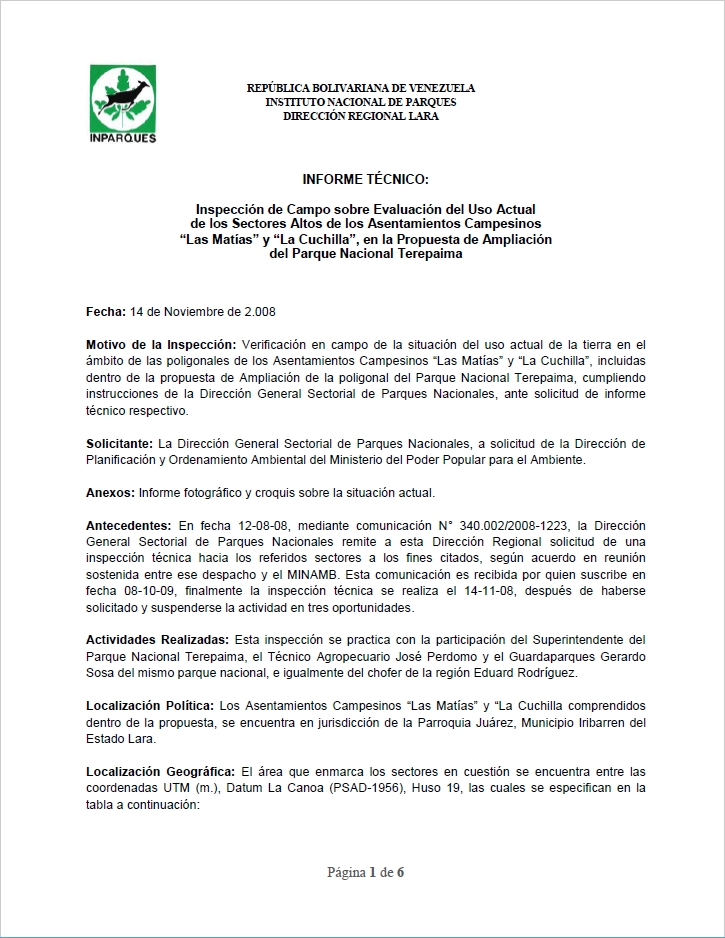 INPARQUES
REPÚBLICA BOLIVARIANA DE VENEZUELA
INSTITUTO NACIONAL DE PARQUES
DIRECCIÓN REGIONAL LARA
INFORME TÉCNICO:
Inspección de Campo sobre Evaluación del Uso Actual
de los Sectores Altos de los Asentamientos Campesinos
“Las Matías” y “La Cuchilla”, en la Propuesta de Ampliación
del Parque Nacional Terepaima
Fecha: 14 de Noviembre de 2.008
Motivo de la Inspección: Verificación en campo de la situación del uso actual de la tierra en el
ámbito de las poligonales de los Asentamientos Campesinos “Las Matías” y “La Cuchilla”, incluidas
dentro de la propuesta de Ampliación de la poligonal del Parque Nacional Terepaima, cumpliendo
instrucciones de la Dirección General Sectorial de Parques Nacionales, ante solicitud de informe
técnico respectivo.
Solicitante: La Dirección General Sectorial de Parques Nacionales, a solicitud de la Dirección de
Planificación y Ordenamiento Ambiental del Ministerio del Poder Popular para el Ambiente.
Anexos: Informe fotográfico y croquis sobre la situación actual.
Antecedentes: En fecha 12-08-08, mediante comunicación N° 340.002/2008-1223, la Dirección
General Sectorial de Parques Nacionales remite a esta Dirección Regional solicitud de una
inspección técnica hacia los referidos sectores a los fines citados, según acuerdo en reunión
sostenida entre ese despacho y el MINAMB. Esta comunicación es recibida por quien suscribe en
fecha 08-10-09, finalmente la inspección técnica se realiza el 14-11-08, después de haberse
solicitado y suspenderse la actividad en tres oportunidades.
Actividades Realizadas: Esta inspección se practica con la participación del Superintendente del
Parque Nacional Terepaima, el Técnico Agropecuario José Perdomo y el Guardaparques Gerardo
Sosa del mismo parque nacional, e igualmente del chofer de la región Eduard Rodríguez.
Localización Política: Los Asentamientos Campesinos “Las Matías” y “La Cuchilla comprendidos
dentro de la propuesta, se encuentra en jurisdicción de la Parroquia Juárez, Municipio Iribarren del
Estado Lara.
Localización Geográfica: El área que enmarca los sectores en cuestión se encuentra entre las
coordenadas UTM (m.), Datum La Canoa (PSAD-1956), Huso 19, las cuales se especifican en la
tabla a continuación:
Página 1 de 6